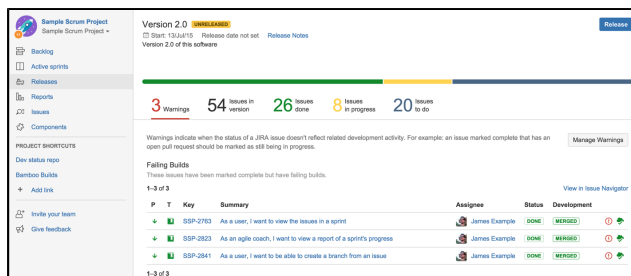 Sample Scrum Project
Sample Scrum Project
Backlog
Active sprints
Releases
Reports
Issues
Components
PROJECT SHORTCUTS
Dev status repo
Bamboo Builds
+ Add link
Invite your team
Give feedback
Version 2.0 UNRELEASED
Release
Start: 13/Jul/15 Release date not set Release Notes
Version 2.0 of this software
3 Warnings 54 Issues in version 26 Issues done 8 Issues in progress 20 Issues to do
Warnings indicate when the status of a JIRA issue doesn't reflect related development activity. For example: an issue marked complete that has an
open pull request should be marked as still being in progress.
Manage Warnings
Failing Builds
These issues have been marked complete but have failing builds.
1–3 of 3 View in Issue Navigator
P T Key Summary Assignee Status Development
SSP-2763 As a user, I want to view the issues in a sprint James Example DONE MERGED
SSP-2823 As an agile coach, I want to view a report of a sprint's progress James Example DONE MERGED
SSP-2841 As a user, I want to be able to create a branch from an issue James Example DONE MERGED
1–3 of 3